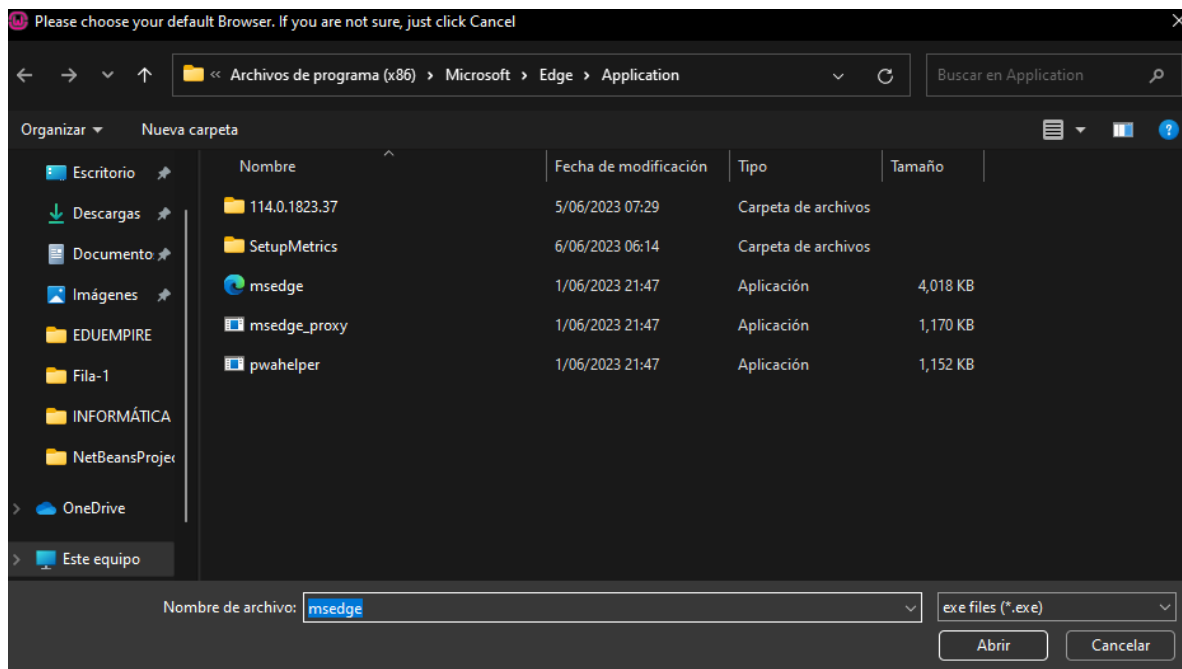 Please choose your default Browser. If you are not sure, just click Cancel
« Archivos de programa (x86) › Microsoft › Edge › Application
Buscar en Application
Organizar
Nueva carpeta
Nombre Fecha de modificación Tipo Tamaño
Escritorio
Descargas
Documento
Imágenes
EDUEMPIRE
Fila-1
INFORMÁTICA
NetBeansProje
OneDrive
Este equipo
114.0.1823.37 5/06/2023 07:29 Carpeta de archivos
SetupMetrics 6/06/2023 06:14 Carpeta de archivos
msedge 1/06/2023 21:47 Aplicación 4,018 KB
msedge_proxy 1/06/2023 21:47 Aplicación 1,170 KB
pwahelper 1/06/2023 21:47 Aplicación 1,152 KB
Nombre de archivo: msedge
exe files (*.exe)
Abrir Cancelar